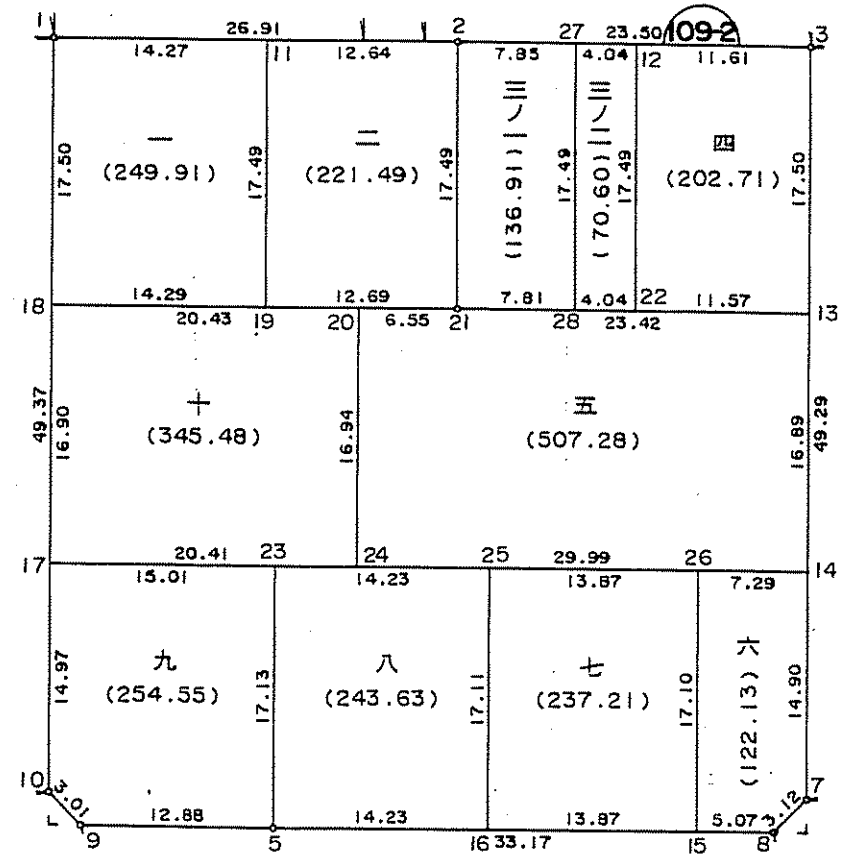 1 26.91 2 27 23.50 109-2 3
14.27 11 12.64 7.85 4.04 12 11.61
17.50 一 (249.91) 17.49 二 (221.49) 17.49 三ノ一 (136.91) 17.49 三ノ二 (70.60) 17.49 四 (202.71) 17.50
14.29 12.69 7.81 4.04 22 11.57
18 20.43 19 20 6.55 21 28 23.42 13
49.37 16.90 十 (345.48) 16.94 五 (507.28) 16.89 49.29
17 20.41 23 24 25 29.99 26 14
15.01 14.23 13.87 7.29
14.97 九 (254.55) 17.13 八 (243.63) 17.11 七 (237.21) 17.10 六 (122.13) 14.90
10 3.01 12.88 14.23 13.87 5.07 3.12 7
9 5 16 33.17 15 8